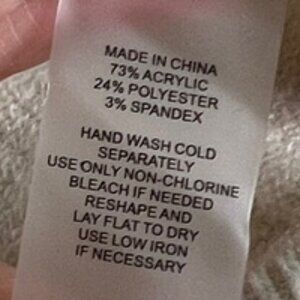 MADE IN CHINA
73% ACRYLIC
24% POLYESTER
3% SPANDEX
HAND WASH COLD
SEPARATELY
USE ONLY NON-CHLORINE
BLEACH IF NEEDED
RESHAPE AND
LAY FLAT TO DRY
USE LOW IRON
IF NECESSARY